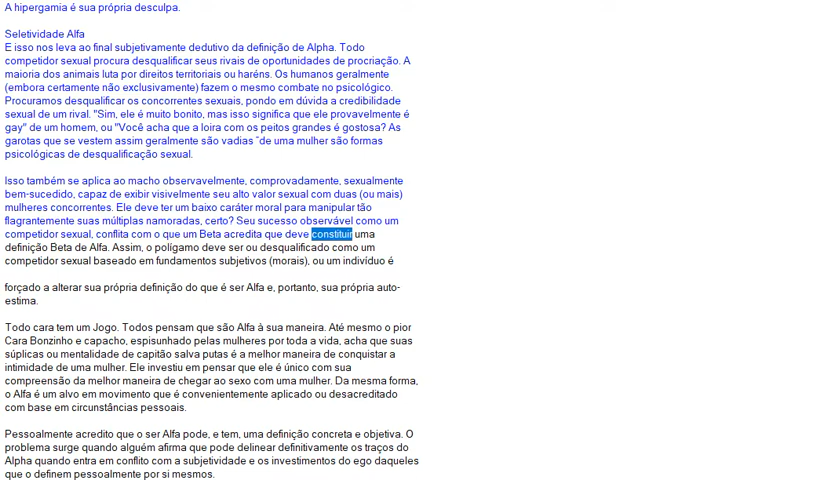 A hipergamia é sua própria desculpa.
Seletividade Alfa
E isso nos leva ao final subjetivamente dedutivo da definição de Alpha. Todo
competidor sexual procura desqualificar seus rivais de oportunidades de procriação. A
maioria dos animais luta por direitos territoriais ou haréns. Os humanos geralmente
(embora certamente não exclusivamente) fazem o mesmo combate no psicológico.
Procuramos desqualificar os concorrentes sexuais, pondo em dúvida a credibilidade
sexual de um rival. "Sim, ele é muito bonito, mas isso significa que ele provavelmente é
gay" de um homem, ou "Você acha que a loira com os peitos grandes é gostosa? As
garotas que se vestem assim geralmente são vadias "de uma mulher são formas
psicológicas de desqualificação sexual.
Isso também se aplica ao macho observavelmente, comprovadamente, sexualmente
bem-sucedido, capaz de exibir visivelmente seu alto valor sexual com duas (ou mais)
mulheres concorrentes. Ele deve ter um baixo caráter moral para manipular tão
flagrantemente suas múltiplas namoradas, certo? Seu sucesso observável como um
competidor sexual, conflita com o que um Beta acredita que deve constituir uma
definição Beta de Alfa. Assim, o polígamo deve ser ou desqualificado como um
competidor sexual baseado em fundamentos subjetivos (morais), ou um indivíduo é
forçado a alterar sua própria definição do que é ser Alfa e, portanto, sua própria auto-
estima.
Todo cara tem um Jogo. Todos pensam que são Alfa à sua maneira. Até mesmo o pior
Cara Bonzinho e capacho, espisunhado pelas mulheres por toda a vida, acha que suas
súplicas ou mentalidade de capitão salva putas é a melhor maneira de conquistar a
intimidade de uma mulher. Ele investiu em pensar que ele é único com sua
compreensão da melhor maneira de chegar ao sexo com uma mulher. Da mesma forma,
o Alfa é um alvo em movimento que é convenientemente aplicado ou desacreditado
com base em circunstâncias pessoais.
Pessoalmente acredito que o ser Alfa pode, e tem, uma definição concreta e objetiva. O
problema surge quando alguém afirma que pode delinear definitivamente os traços do
Alpha quando entra em conflito com a subjetividade e os investimentos do ego daqueles
que o definem pessoalmente por si mesmos.